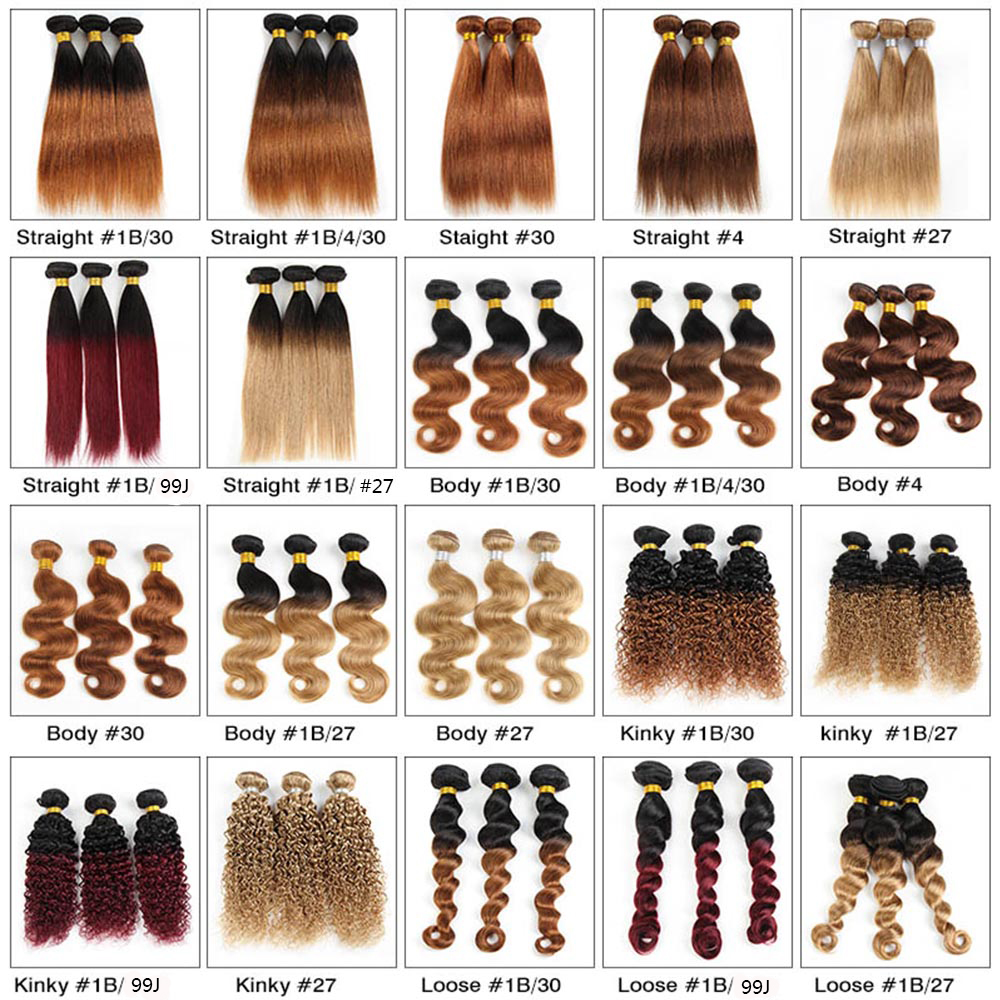 Straight #1B/30
Straight #1B/4/30
Staight #30
Straight #4
Straight #27
Straight #1B/ 99J
Straight #1B/ #27
Body #1B/30
Body #1B/4/30
Body #4
Body #30
Body #1B/27
Body #27
Kinky #1B/30
kinky #1B/27
Kinky #1B/ 99J
Kinky #27
Loose #1B/30
Loose #1B/ 99J
Loose #1B/27